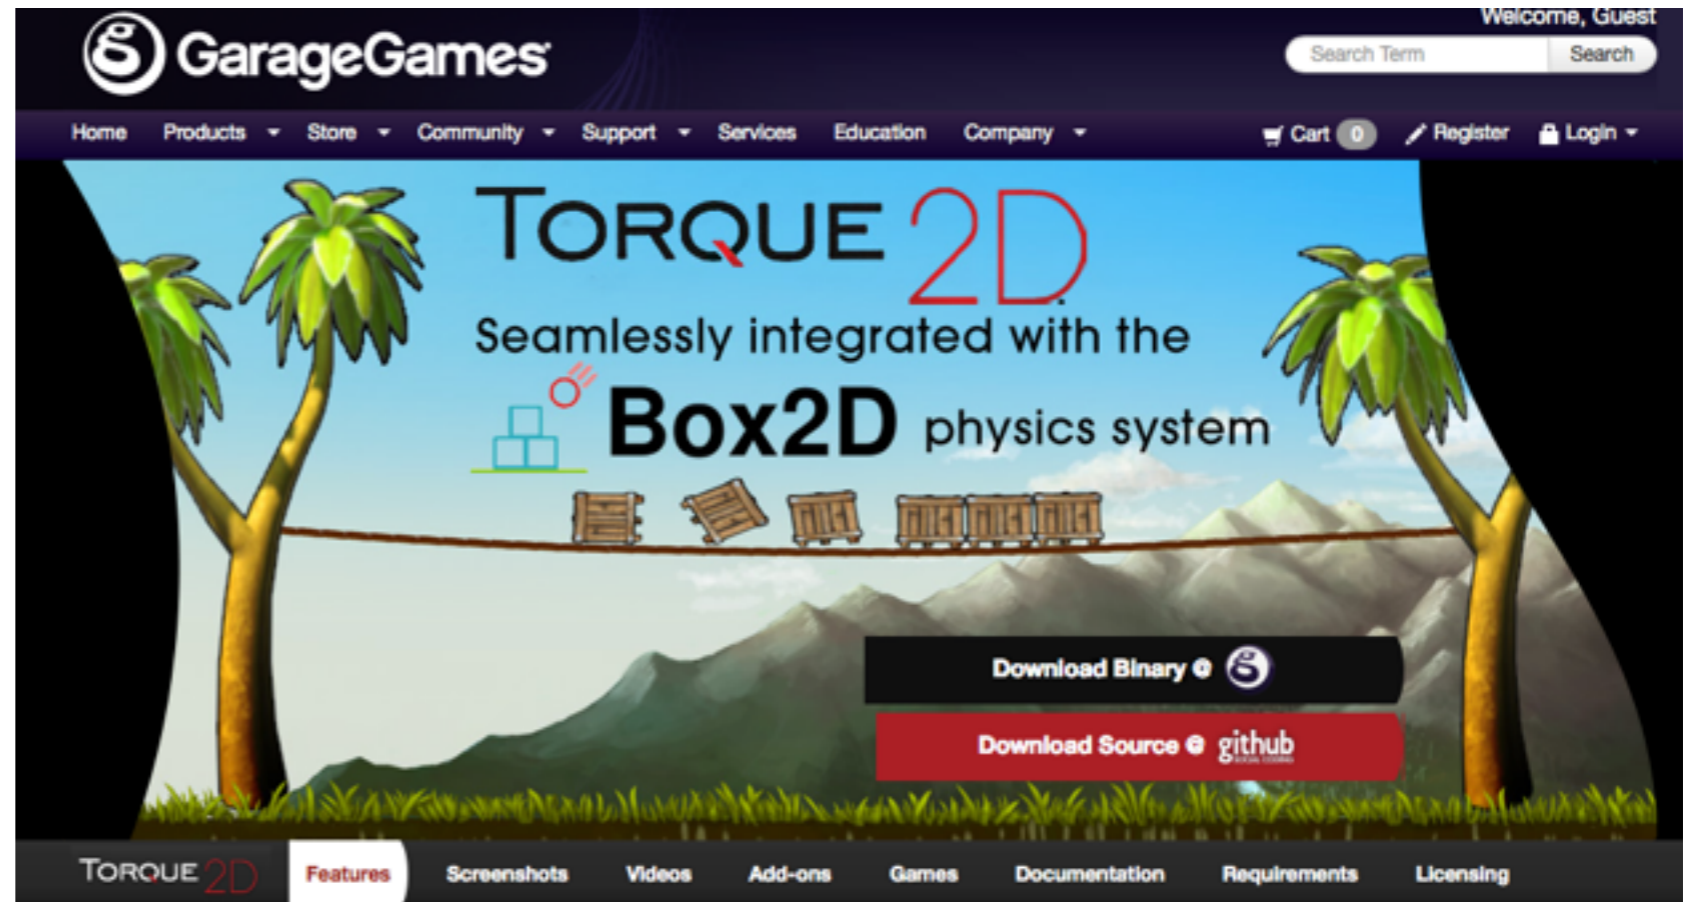 Welcome, Guest
GarageGames
Search Term Search
Home Products Store Community Support Services Education Company Cart 0 Register Login
TORQUE 2D
Seamlessly integrated with the
Box2D physics system
Download Binary @ g
Download Source @ github
SOCIAL CODING
TORQUE 2D Features Screenshots Videos Add-ons Games Documentation Requirements Licensing